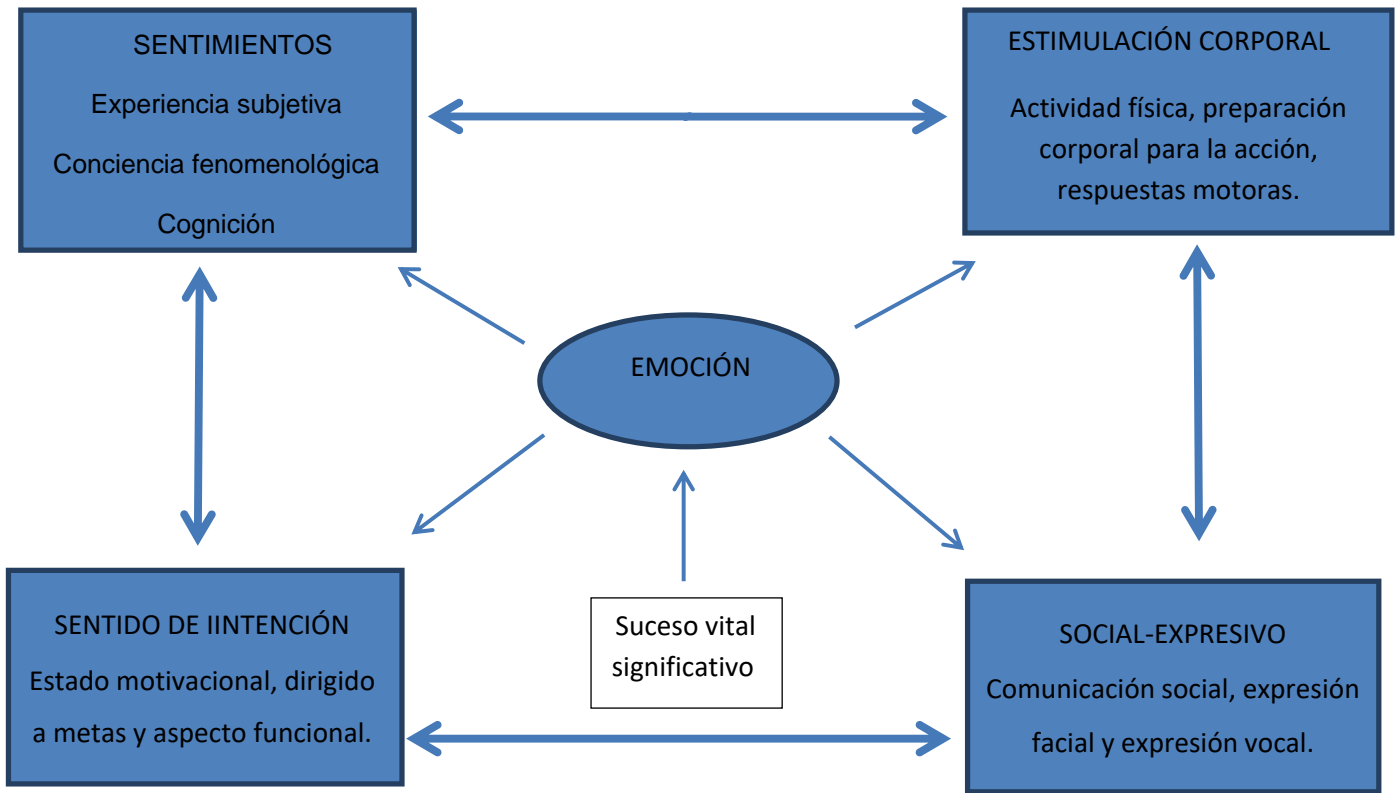 SENTIMIENTOS
Experiencia subjetiva
Conciencia fenomenológica
Cognición
ESTIMULACIÓN CORPORAL
Actividad física, preparación
corporal para la acción,
respuestas motoras.
EMOCIÓN
SENTIDO DE IINTENCIÓN
Estado motivacional, dirigido
a metas y aspecto funcional.
Suceso vital
significativo
SOCIAL-EXPRESIVO
Comunicación social, expresión
facial y expresión vocal.